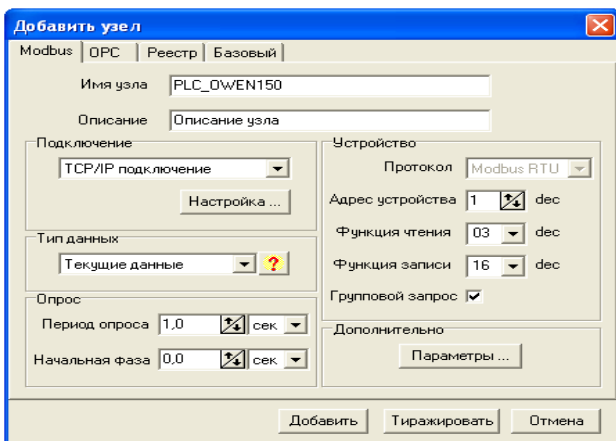 Добавить узел
Modbus OPC Реестр Базовый
Имя узла PLC_OWEN150
Описание Описание узла
Подключение
TCP/IP подключение
Настройка ...
Тип данных
Текущие данные ?
Опрос
Период опроса 1,0 сек
Начальная фаза 0,0 сек
Устройство
Протокол Modbus RTU
Адрес устройства 1 dec
Функция чтения 03 dec
Функция записи 16 dec
Групповой запрос
Дополнительно
Параметры ...
Добавить Тиражировать Отмена